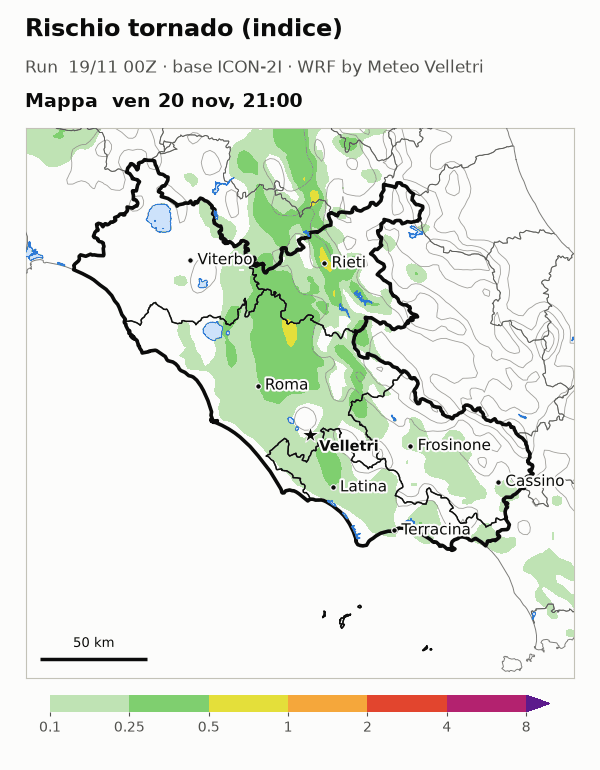 Rischio tornado (indice)
Run  19/11 00Z · base ICON-2I · WRF by Meteo Velletri
Mappa  ven 20 nov, 21:00
Viterbo
Rieti
Roma
Velletri
Frosinone
Cassino
Latina
Terracina
50 km
0.1 0.25 0.5 1 2 4 8